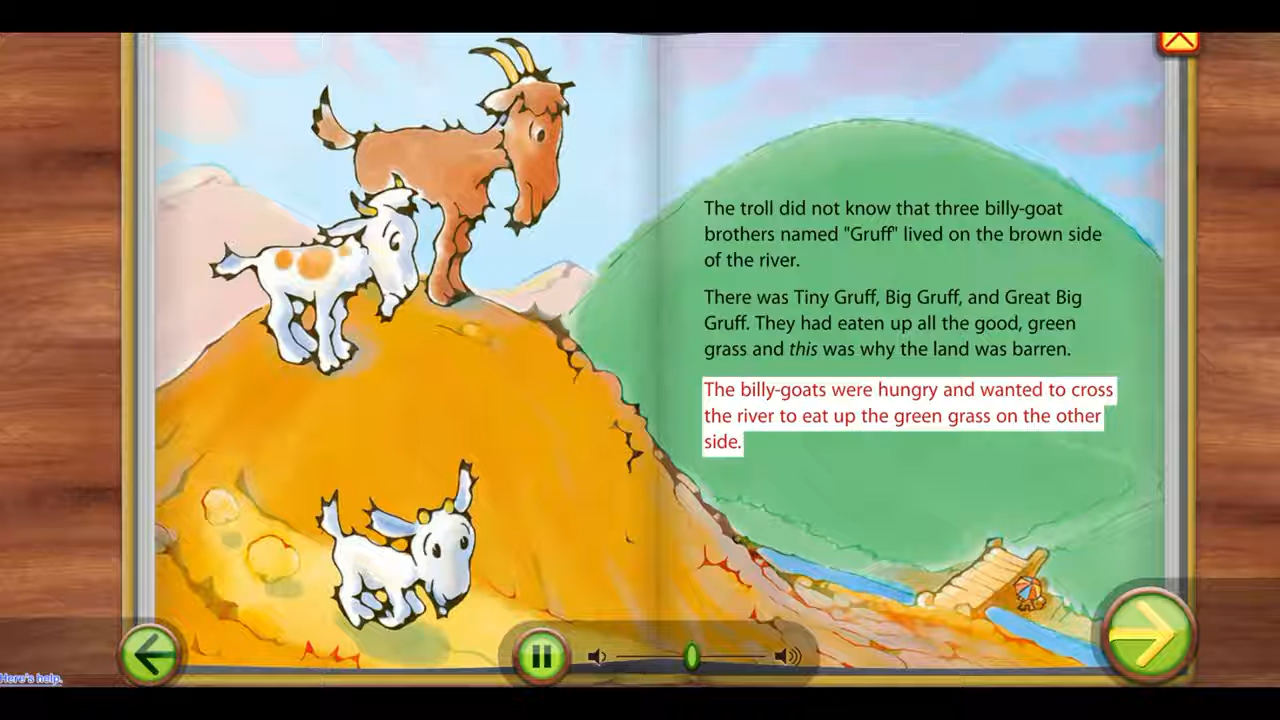 The troll did not know that three billy-goat
brothers named "Gruff" lived on the brown side
of the river.
There was Tiny Gruff, Big Gruff, and Great Big
Gruff. They had eaten up all the good, green
grass and this was why the land was barren.
The billy-goats were hungry and wanted to cross
the river to eat up the green grass on the other
side.
Here's help.